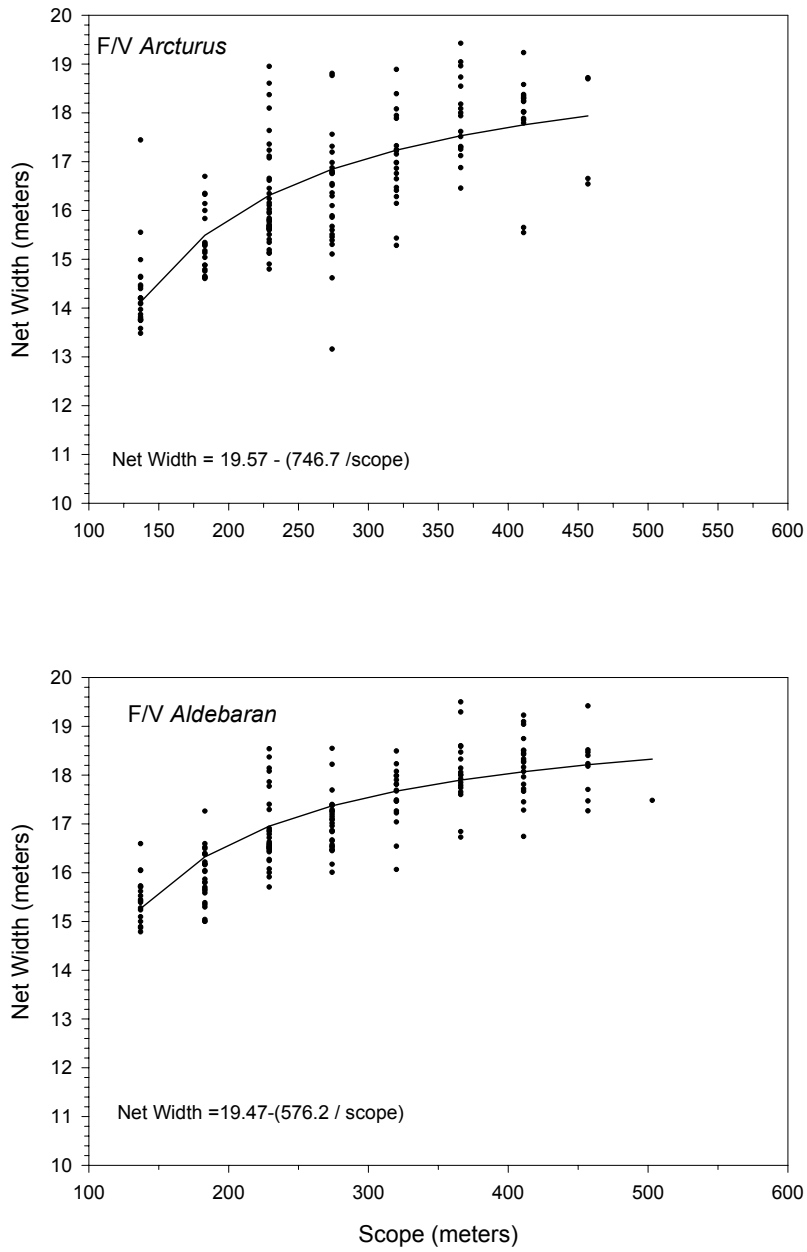 F/V Arcturus
20
19
18
17
16
15
14
13
12
11
10
Net Width (meters)
Net Width = 19.57 - (746.7 /scope)
100 150 200 250 300 350 400 450 500 550 600
F/V Aldebaran
20
19
18
17
16
15
14
13
12
11
10
Net Width (meters)
Net Width =19.47-(576.2 / scope)
100 200 300 400 500 600
Scope (meters)